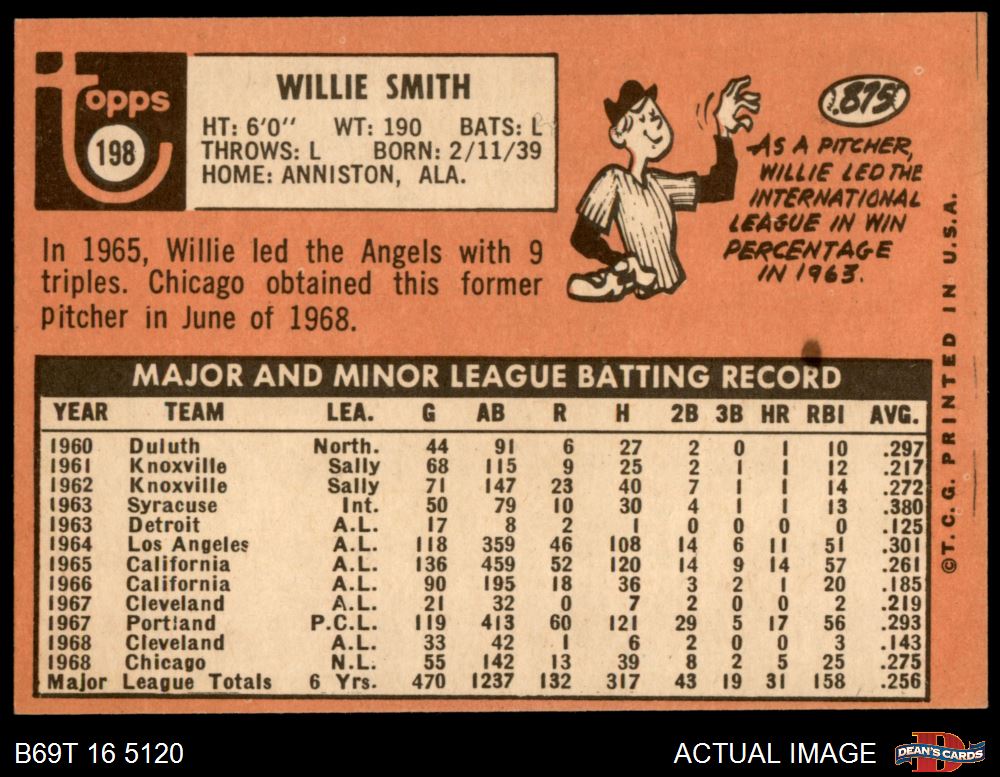 topps
198
WILLIE SMITH
HT: 6'0" WT: 190 BATS: L
THROWS: L BORN: 2/11/39
HOME: ANNISTON, ALA.
In 1965, Willie led the Angels with 9
triples. Chicago obtained this former
pitcher in June of 1968.
.875
AS A PITCHER,
WILLIE LED THE
INTERNATIONAL
LEAGUE IN WIN
PERCENTAGE
IN 1963.
©T. C. G. PRINTED IN U.S.A.
MAJOR AND MINOR LEAGUE BATTING RECORD
YEAR TEAM LEA. G AB R H 2B 3B HR RBI AVG.
1960 Duluth North. 44 91 6 27 2 0 1 10 .297
1961 Knoxville Sally 68 115 9 25 2 1 1 12 .217
1962 Knoxville Sally 71 147 23 40 7 1 1 14 .272
1963 Syracuse Int. 50 79 10 30 4 1 1 13 .380
1963 Detroit A.L. 17 8 2 1 0 0 0 0 .125
1964 Los Angeles A.L. 118 359 46 108 14 6 11 51 .301
1965 California A.L. 136 459 52 120 14 9 14 57 .261
1966 California A.L. 90 195 18 36 3 2 1 20 .185
1967 Cleveland A.L. 21 32 0 7 2 0 0 2 .219
1967 Portland P.C.L. 119 413 60 121 29 5 17 56 .293
1968 Cleveland A.L. 33 42 1 6 2 0 0 3 .143
1968 Chicago N.L. 55 142 13 39 8 2 5 25 .275
Major League Totals 6 Yrs. 470 1237 132 317 43 19 31 158 .256
B69T 16 5120
ACTUAL IMAGE
D
DEAN'S CARDS